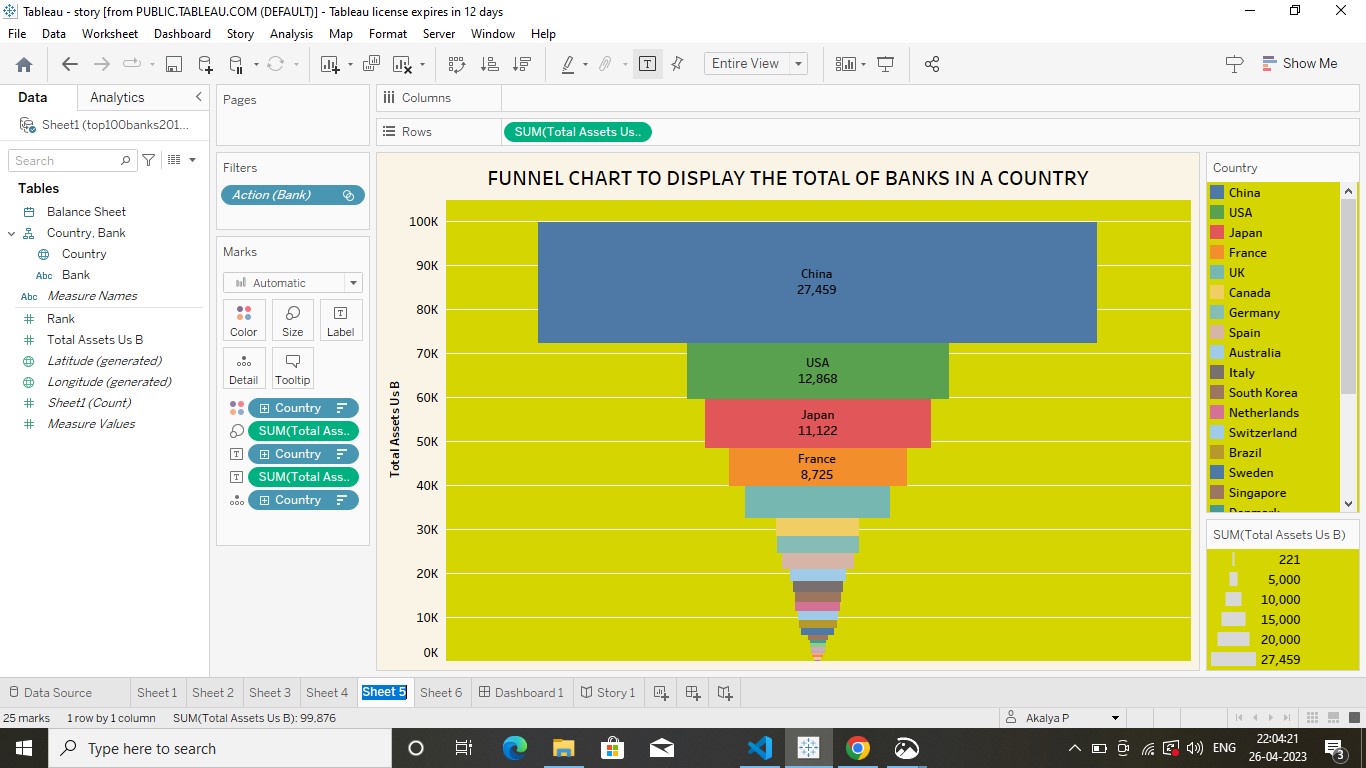 Tableau - story [from PUBLIC.TABLEAU.COM (DEFAULT)] - Tableau license expires in 12 days
File Data Worksheet Dashboard Story Analysis Map Format Server Window Help
Entire View
Show Me
Data Analytics
Sheet1 (top100banks201...
Search
Tables
Balance Sheet
Country, Bank
Country
Abc Bank
Abc Measure Names
Rank
Total Assets Us B
Latitude (generated)
Longitude (generated)
Sheet1 (Count)
Measure Values
Pages
Filters
Action (Bank)
Marks
Automatic
Color Size Label
Detail Tooltip
Country
SUM(Total Ass..
Country
SUM(Total Ass..
Country
Columns
Rows
SUM(Total Assets Us..
FUNNEL CHART TO DISPLAY THE TOTAL OF BANKS IN A COUNTRY
Total Assets Us B
100K
90K
80K
70K
60K
50K
40K
30K
20K
10K
0K
China
27,459
USA
12,868
Japan
11,122
France
8,725
Country
China
USA
Japan
France
UK
Canada
Germany
Spain
Australia
Italy
South Korea
Netherlands
Switzerland
Brazil
Sweden
Singapore
Denmark
SUM(Total Assets Us B)
221
5,000
10,000
15,000
20,000
27,459
Data Source Sheet 1 Sheet 2 Sheet 3 Sheet 4 Sheet 5 Sheet 6 Dashboard 1 Story 1
25 marks 1 row by 1 column SUM(Total Assets Us B): 99.876
Akalya P
Type here to search
ENG
22:04:21
26-04-2023
3